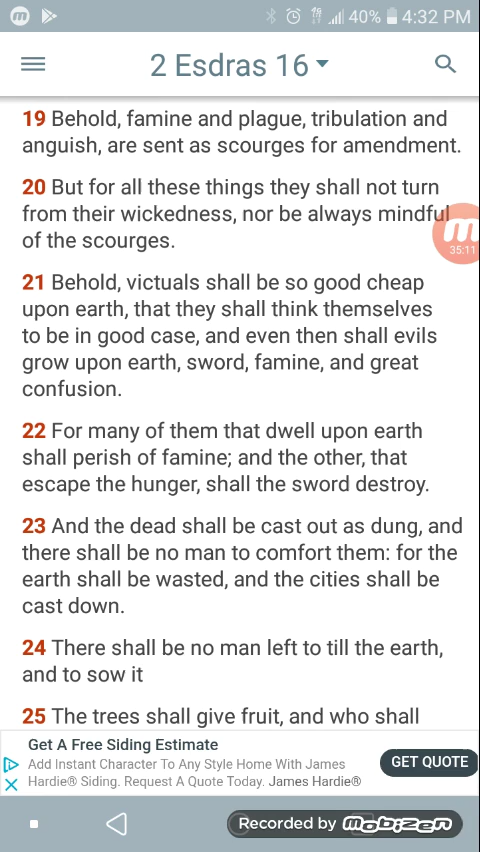 m 4G 40% 4:32 PM
2 Esdras 16
19 Behold, famine and plague, tribulation and
anguish, are sent as scourges for amendment.
20 But for all these things they shall not turn
from their wickedness, nor be always mindful
of the scourges.
m
35:11
21 Behold, victuals shall be so good cheap
upon earth, that they shall think themselves
to be in good case, and even then shall evils
grow upon earth, sword, famine, and great
confusion.
22 For many of them that dwell upon earth
shall perish of famine; and the other, that
escape the hunger, shall the sword destroy.
23 And the dead shall be cast out as dung, and
there shall be no man to comfort them: for the
earth shall be wasted, and the cities shall be
cast down.
24 There shall be no man left to till the earth,
and to sow it
25 The trees shall give fruit, and who shall
Get A Free Siding Estimate
Add Instant Character To Any Style Home With James
Hardie® Siding. Request A Quote Today. James Hardie®
GET QUOTE
Recorded by mobizen